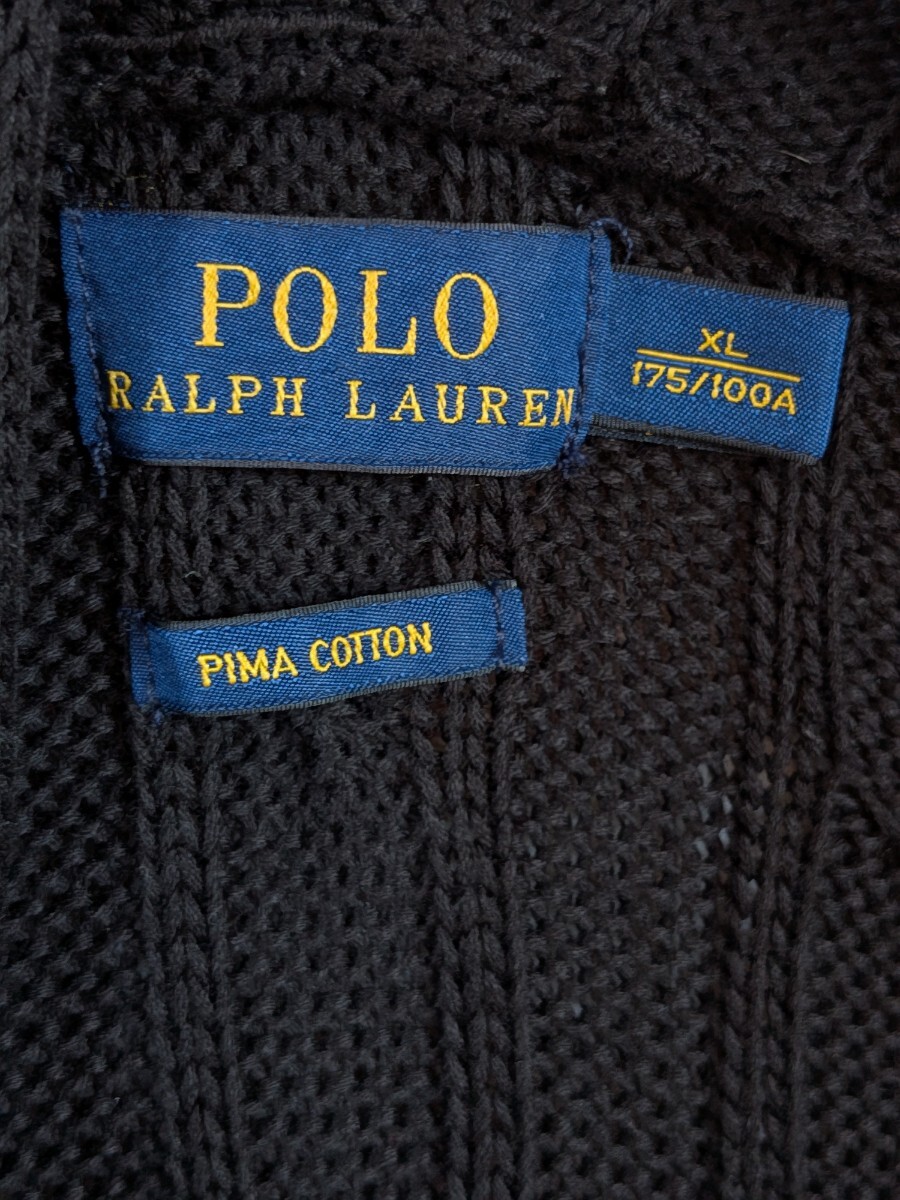 POLO
RALPH LAUREN
XL
175/100A
PIMA COTTON